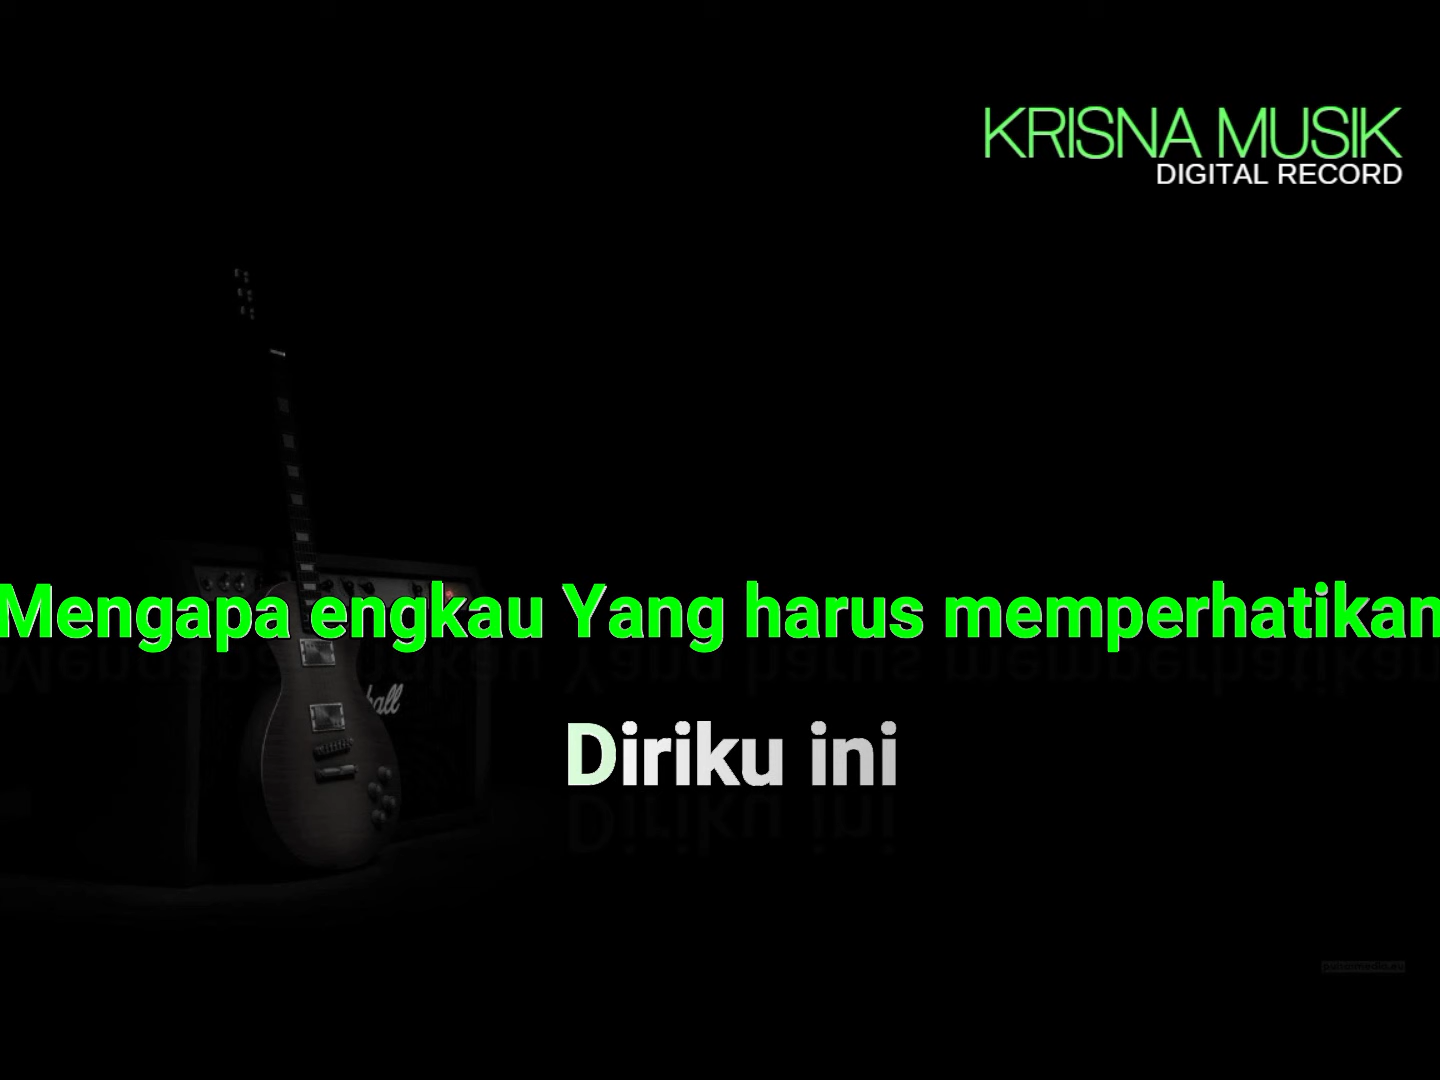 KRISNA MUSIK
DIGITAL RECORD
Mengapa engkau Yang harus memperhatikan
Diriku ini